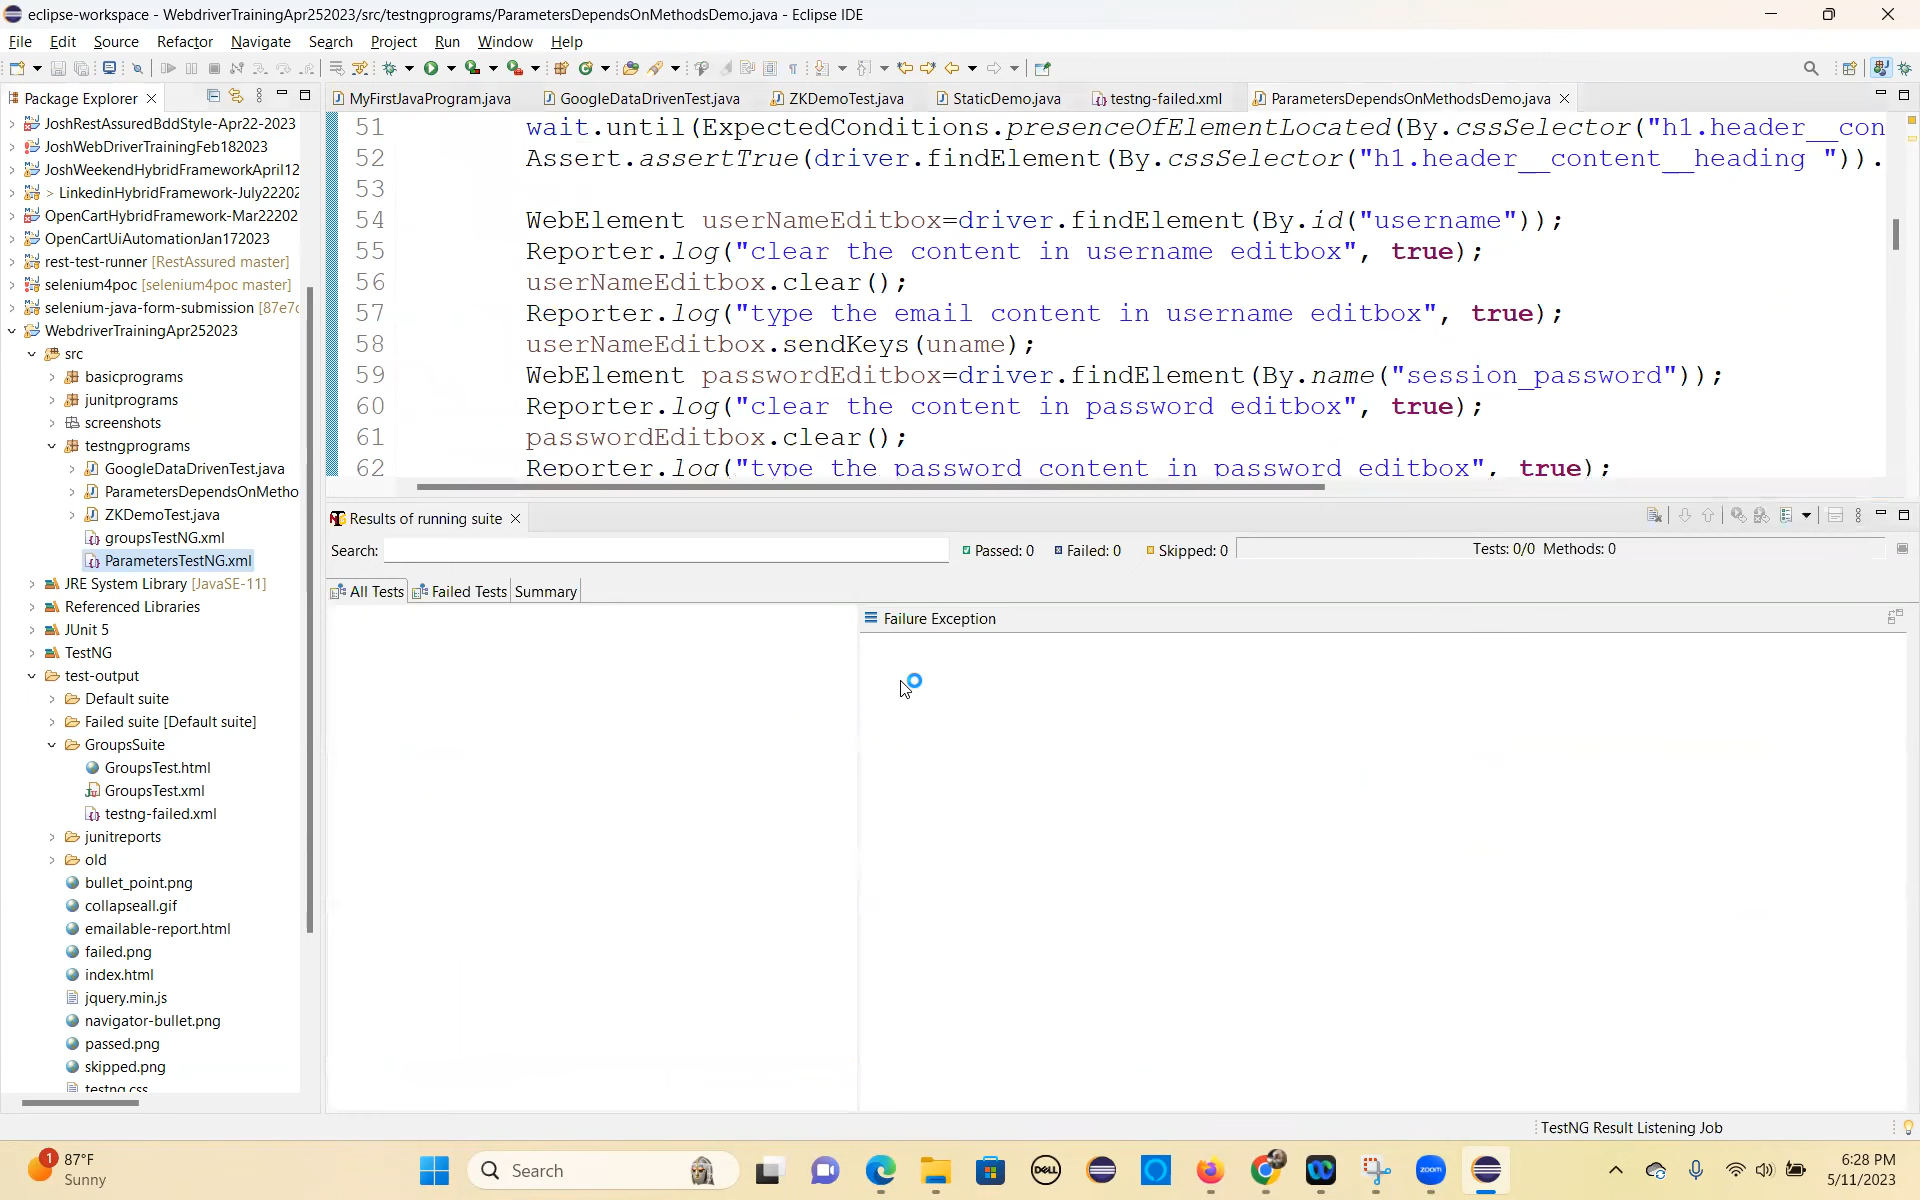 eclipse-workspace - WebdriverTrainingApr252023/src/testngprograms/ParametersDependsOnMethodsDemo.java - Eclipse IDE
File Edit Source Refactor Navigate Search Project Run Window Help
Package Explorer
MyFirstJavaProgram.java GoogleDataDrivenTest.java ZKDemoTest.java StaticDemo.java testng-failed.xml ParametersDependsOnMethodsDemo.java
JoshRestAssuredBddStyle-Apr22-2023
JoshWebDriverTrainingFeb182023
JoshWeekendHybridFrameworkApril12
> LinkedinHybridFramework-July22202
OpenCartHybridFramework-Mar22202
OpenCartUiAutomationJan172023
rest-test-runner [RestAssured master]
selenium4poc [selenium4poc master]
selenium-java-form-submission [87e7c
WebdriverTrainingApr252023
src
basicprograms
junitprograms
screenshots
testngprograms
GoogleDataDrivenTest.java
ParametersDependsOnMetho
ZKDemoTest.java
groupsTestNG.xml
ParametersTestNG.xml
JRE System Library [JavaSE-11]
Referenced Libraries
JUnit 5
TestNG
test-output
Default suite
Failed suite [Default suite]
GroupsSuite
GroupsTest.html
GroupsTest.xml
testng-failed.xml
junitreports
old
bullet_point.png
collapseall.gif
emailable-report.html
failed.png
index.html
jquery.min.js
navigator-bullet.png
passed.png
skipped.png
testng.css
51 wait.until(ExpectedConditions.presenceOfElementLocated(By.cssSelector("h1.header__con
52 Assert.assertTrue(driver.findElement(By.cssSelector("h1.header__content__heading ")).
53
54 WebElement userNameEditbox=driver.findElement(By.id("username"));
55 Reporter.log("clear the content in username editbox", true);
56 userNameEditbox.clear();
57 Reporter.log("type the email content in username editbox", true);
58 userNameEditbox.sendKeys(uname);
59 WebElement passwordEditbox=driver.findElement(By.name("session_password"));
60 Reporter.log("clear the content in password editbox", true);
61 passwordEditbox.clear();
62 Reporter.log("type the password content in password editbox", true);
Results of running suite
Search: Passed: 0 Failed: 0 Skipped: 0 Tests: 0/0 Methods: 0
All Tests Failed Tests Summary
Failure Exception
TestNG Result Listening Job
1 87°F
Sunny
Search
DELL
zoom
6:28 PM
5/11/2023